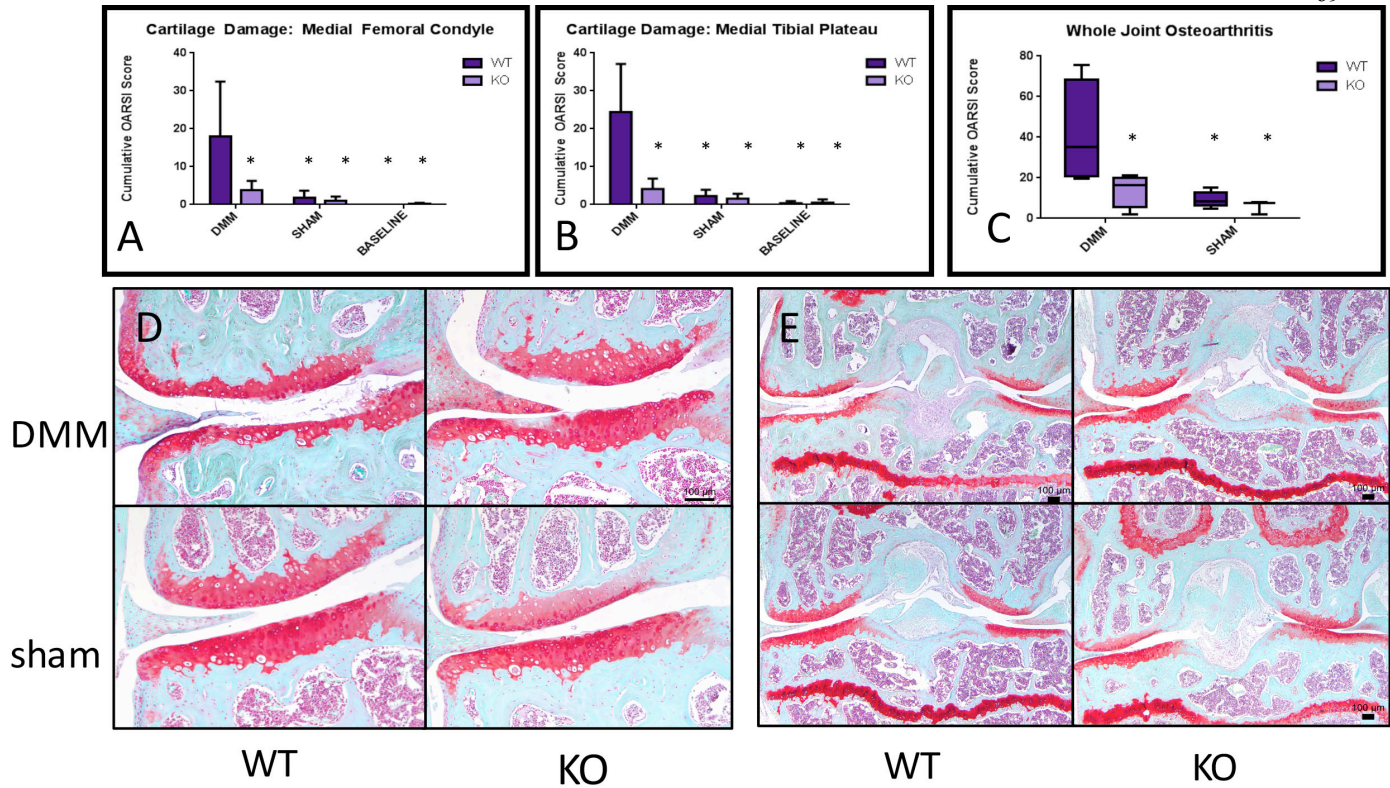 Cartilage Damage: Medial Femoral Condyle
Cumulative OARSI Score
40
30
20
10
0
WT
KO
* * * * *
DMM
SHAM
BASELINE
A
Cartilage Damage: Medial Tibial Plateau
Cumulative OARSI Score
40
30
20
10
0
WT
KO
* * * * *
DMM
SHAM
BASELINE
B
Whole Joint Osteoarthritis
Cumulative OARSI Score
80
60
40
20
0
WT
KO
* * *
DMM
SHAM
C
D
E
DMM
100 μm
100 μm
100 μm
sham
100 μm
WT
KO
WT
KO